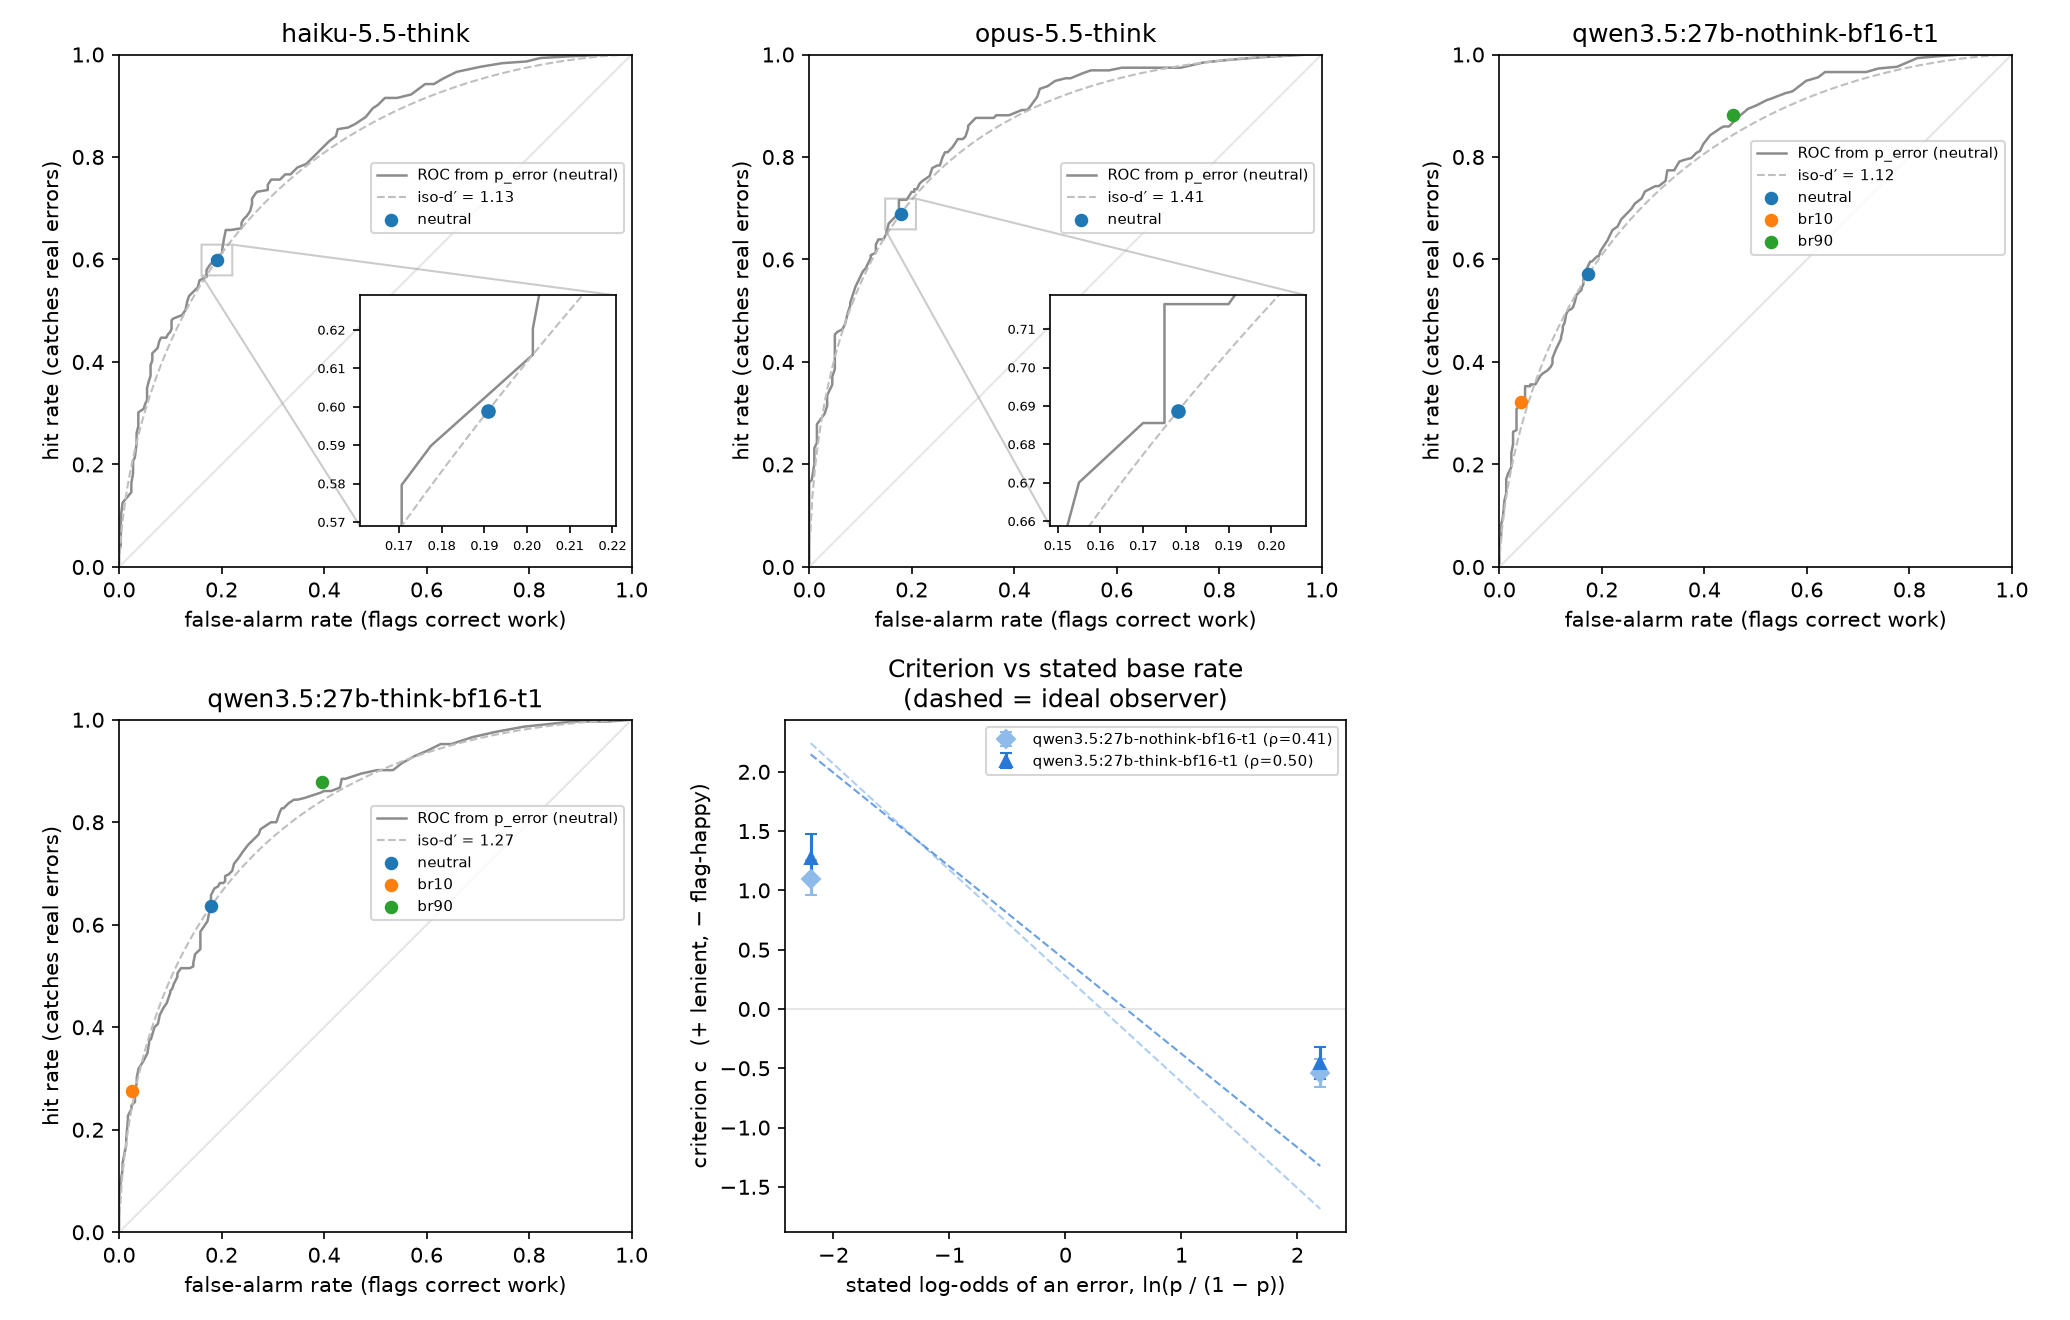 haiku-5.5-think
1.0
0.8
0.6
0.4
0.2
0.0
0.0 0.2 0.4 0.6 0.8 1.0
hit rate (catches real errors)
false-alarm rate (flags correct work)
ROC from p_error (neutral)
iso-d′ = 1.13
neutral
0.62
0.61
0.60
0.59
0.58
0.57
0.17 0.18 0.19 0.20 0.21 0.22
opus-5.5-think
1.0
0.8
0.6
0.4
0.2
0.0
0.0 0.2 0.4 0.6 0.8 1.0
hit rate (catches real errors)
false-alarm rate (flags correct work)
ROC from p_error (neutral)
iso-d′ = 1.41
neutral
0.71
0.70
0.69
0.68
0.67
0.66
0.15 0.16 0.17 0.18 0.19 0.20
qwen3.5:27b-nothink-bf16-t1
1.0
0.8
0.6
0.4
0.2
0.0
0.0 0.2 0.4 0.6 0.8 1.0
hit rate (catches real errors)
false-alarm rate (flags correct work)
ROC from p_error (neutral)
iso-d′ = 1.12
neutral
br10
br90
qwen3.5:27b-think-bf16-t1
1.0
0.8
0.6
0.4
0.2
0.0
0.0 0.2 0.4 0.6 0.8 1.0
hit rate (catches real errors)
false-alarm rate (flags correct work)
ROC from p_error (neutral)
iso-d′ = 1.27
neutral
br10
br90
Criterion vs stated base rate
(dashed = ideal observer)
2.0
1.5
1.0
0.5
0.0
−0.5
−1.0
−1.5
−2 −1 0 1 2
criterion c (+ lenient, − flag-happy)
stated log-odds of an error, ln(p / (1 − p))
qwen3.5:27b-nothink-bf16-t1 (ρ=0.41)
qwen3.5:27b-think-bf16-t1 (ρ=0.50)